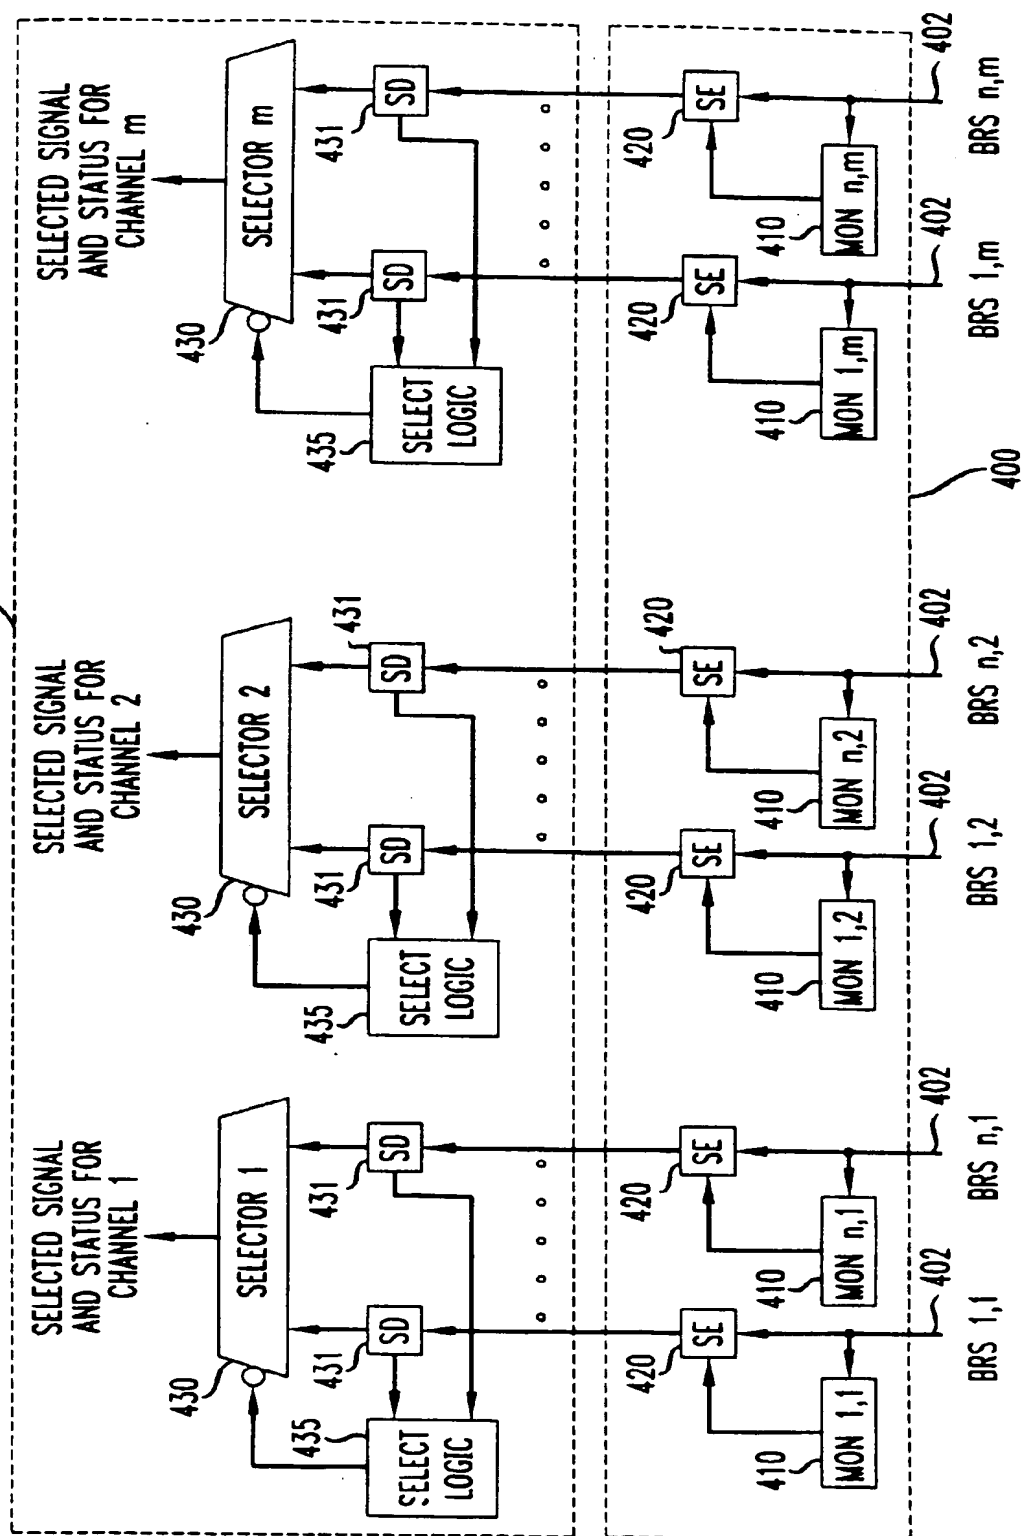 SELECTED SIGNAL
AND STATUS FOR
CHANNEL 1
SELECTED SIGNAL
AND STATUS FOR
CHANNEL 2
SELECTED SIGNAL
AND STATUS FOR
CHANNEL m
430
SELECTOR 1
430
SELECTOR 2
430
SELECTOR m
435
SELECT
LOGIC
431
SD
431
SD
435
SELECT
LOGIC
431
SD
431
SD
435
SELECT
LOGIC
431
SD
431
SD
420
SE
420
SE
420
SE
420
SE
420
SE
420
SE
410
MON 1,1
410
MON n,1
410
MON 1,2
410
MON n,2
410
MON 1,m
410
MON n,m
402
402
402
402
402
402
BRS 1,1
BRS n,1
BRS 1,2
BRS n,2
BRS 1,m
BRS n,m
400